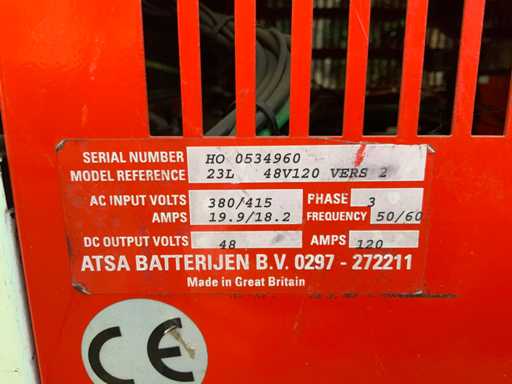 SERIAL NUMBER HO 0534960
MODEL REFERENCE 23L 48V120 VERS 2
AC INPUT VOLTS 380/415 PHASE 3
AMPS 19.9/18.2 FREQUENCY 50/60
DC OUTPUT VOLTS 48 AMPS 120
ATSA BATTERIJEN B.V. 0297 - 272211
Made in Great Britain
CE